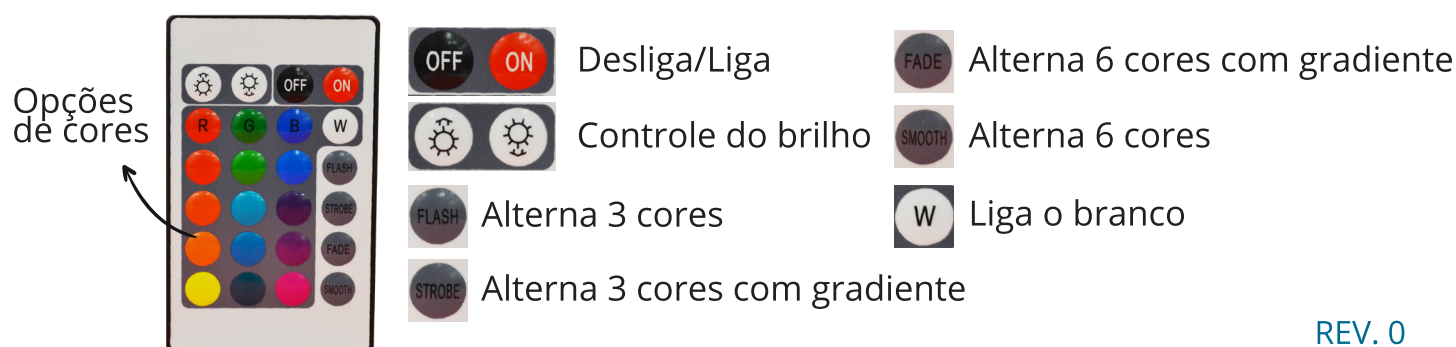 Opções
de cores
OFF ON
R G B W
FLASH
STROBE
FADE
SMOOTH
OFF ON Desliga/Liga
Controle do brilho
FLASH Alterna 3 cores
STROBE Alterna 3 cores com gradiente
FADE Alterna 6 cores com gradiente
SMOOTH Alterna 6 cores
W Liga o branco
REV. 0